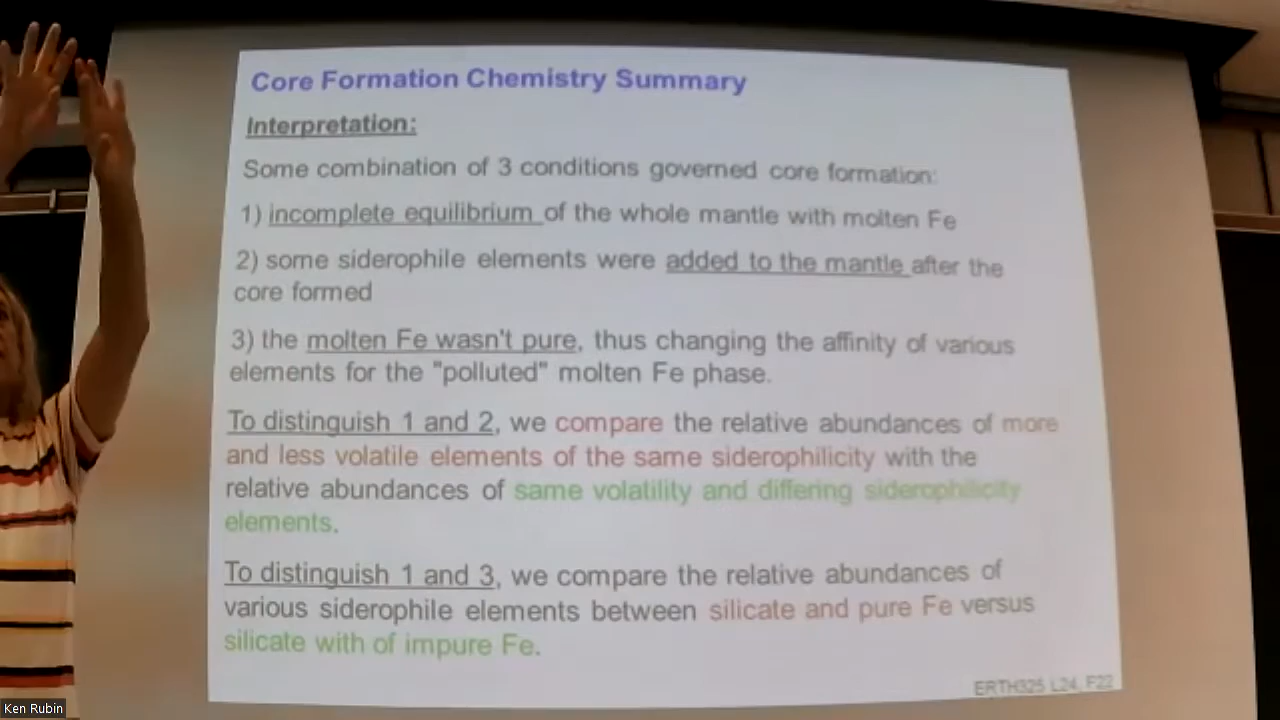 Core Formation Chemistry Summary
Interpretation:
Some combination of 3 conditions governed core formation:
1) incomplete equilibrium of the whole mantle with molten Fe
2) some siderophile elements were added to the mantle after the
core formed
3) the molten Fe wasn't pure, thus changing the affinity of various
elements for the "polluted" molten Fe phase.
To distinguish 1 and 2, we compare the relative abundances of more
and less volatile elements of the same siderophilicity with the
relative abundances of same volatility and differing siderophilicity
elements.
To distinguish 1 and 3, we compare the relative abundances of
various siderophile elements between silicate and pure Fe versus
silicate with of impure Fe.
ERTH325 L24, F22
Ken Rubin